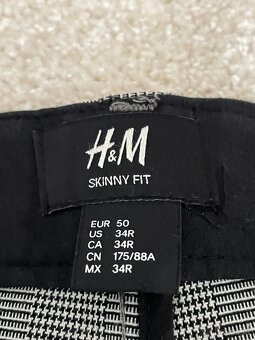 H&M
SKINNY FIT
EUR 50
US 34R
CA 34R
CN 175/88A
MX 34R